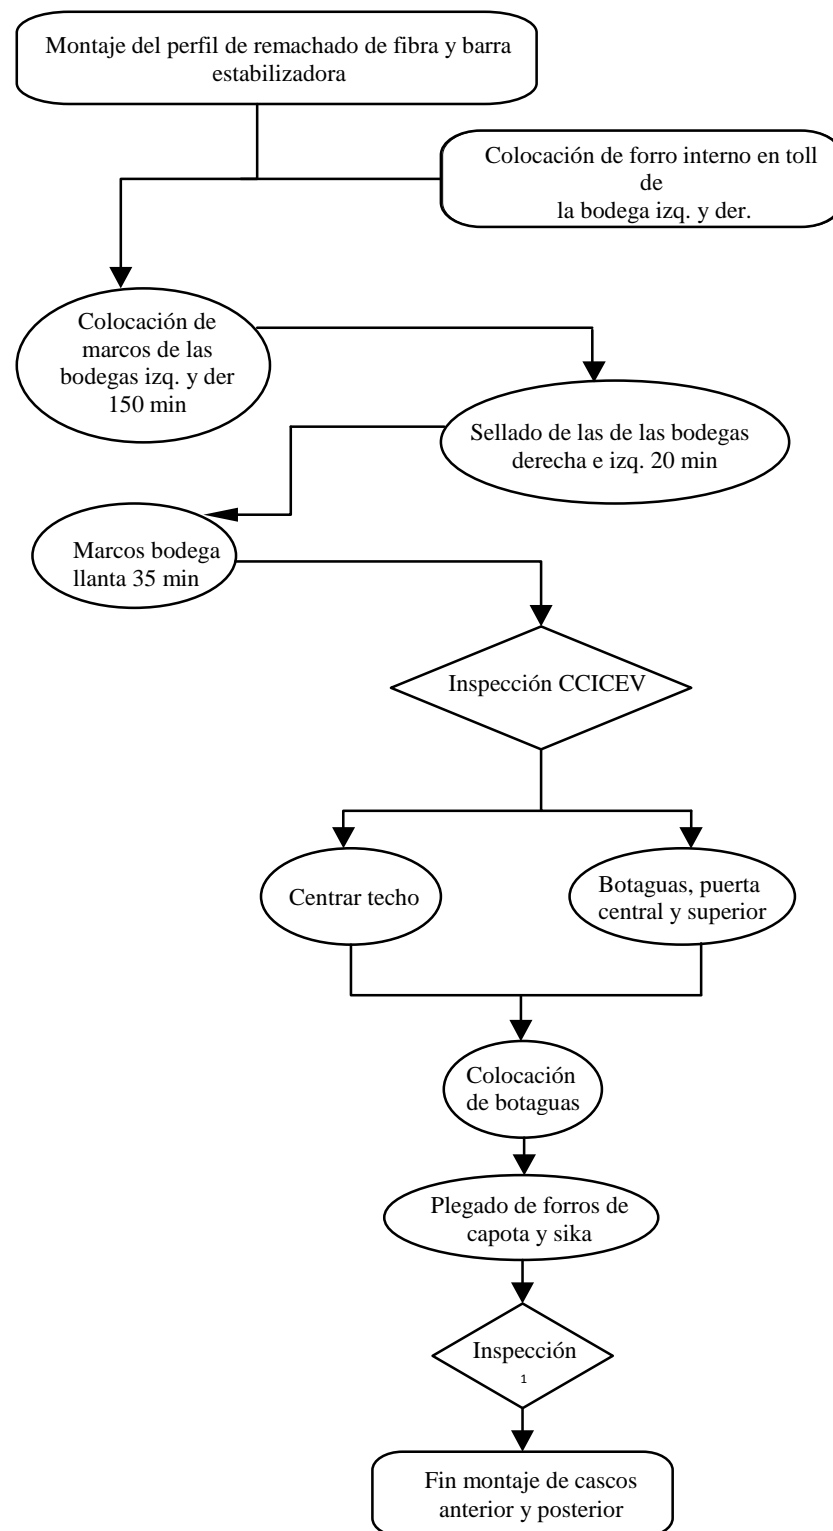 Montaje del perfil de remachado de fibra y barra
estabilizadora
Colocación de forro interno en toll
de
la bodega izq. y der.
Colocación de
marcos de las
bodegas izq. y der
150 min
Sellado de las de las bodegas
derecha e izq. 20 min
Marcos bodega
llanta 35 min
Inspección CCICEV
Centrar techo
Botaguas, puerta
central y superior
Colocación
de botaguas
Plegado de forros de
capota y sika
Inspección
1
Fin montaje de cascos
anterior y posterior